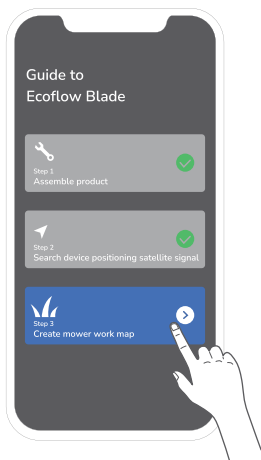 Guide to
Ecoflow Blade
Step 1
Assemble product
Step 2
Search device positioning satellite signal
Step 3
Create mower work map